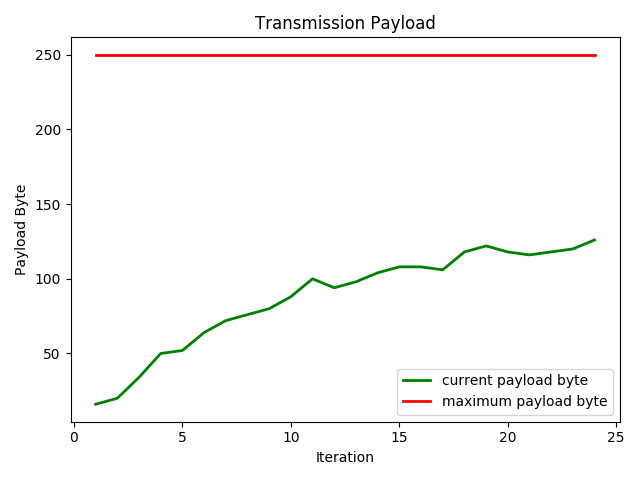 Transmission Payload
250
200
150
100
50
Payload Byte
current payload byte
maximum payload byte
0 5 10 15 20 25
Iteration